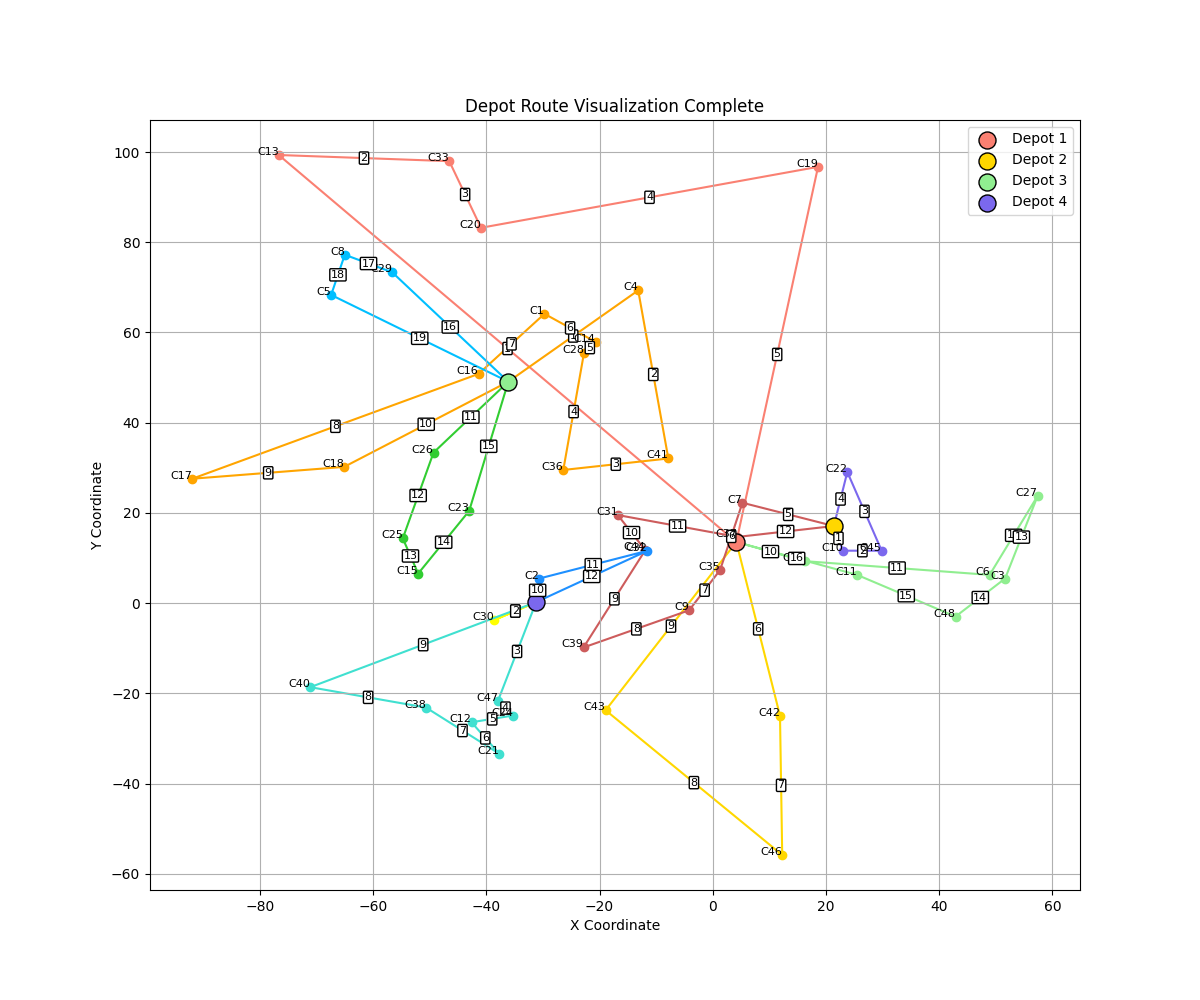 Depot Route Visualization Complete
Depot 1
Depot 2
Depot 3
Depot 4
Y Coordinate
100
80
60
40
20
0
−20
−40
−60
−80
−60
−40
−20
0
20
40
60
X Coordinate
C13
2
C33
3
C20
4
C19
5
C8
17
C29
18
C5
16
19
C1
6
C4
C14
C28
5
7
C16
2
4
11
10
8
C26
15
C36
3
C41
C17
9
C18
12
C23
C25
14
13
C15
C22
4
3
C7
5
C27
C31
11
10
12
1
C10
2
C45
13
C2
11
12
10
9
C35
7
10
16
C11
11
C6
C3
15
14
C48
C30
2
C9
8
9
6
C39
9
3
C40
8
C38
C47
4
C12
5
7
6
C21
C43
C42
8
7
C46